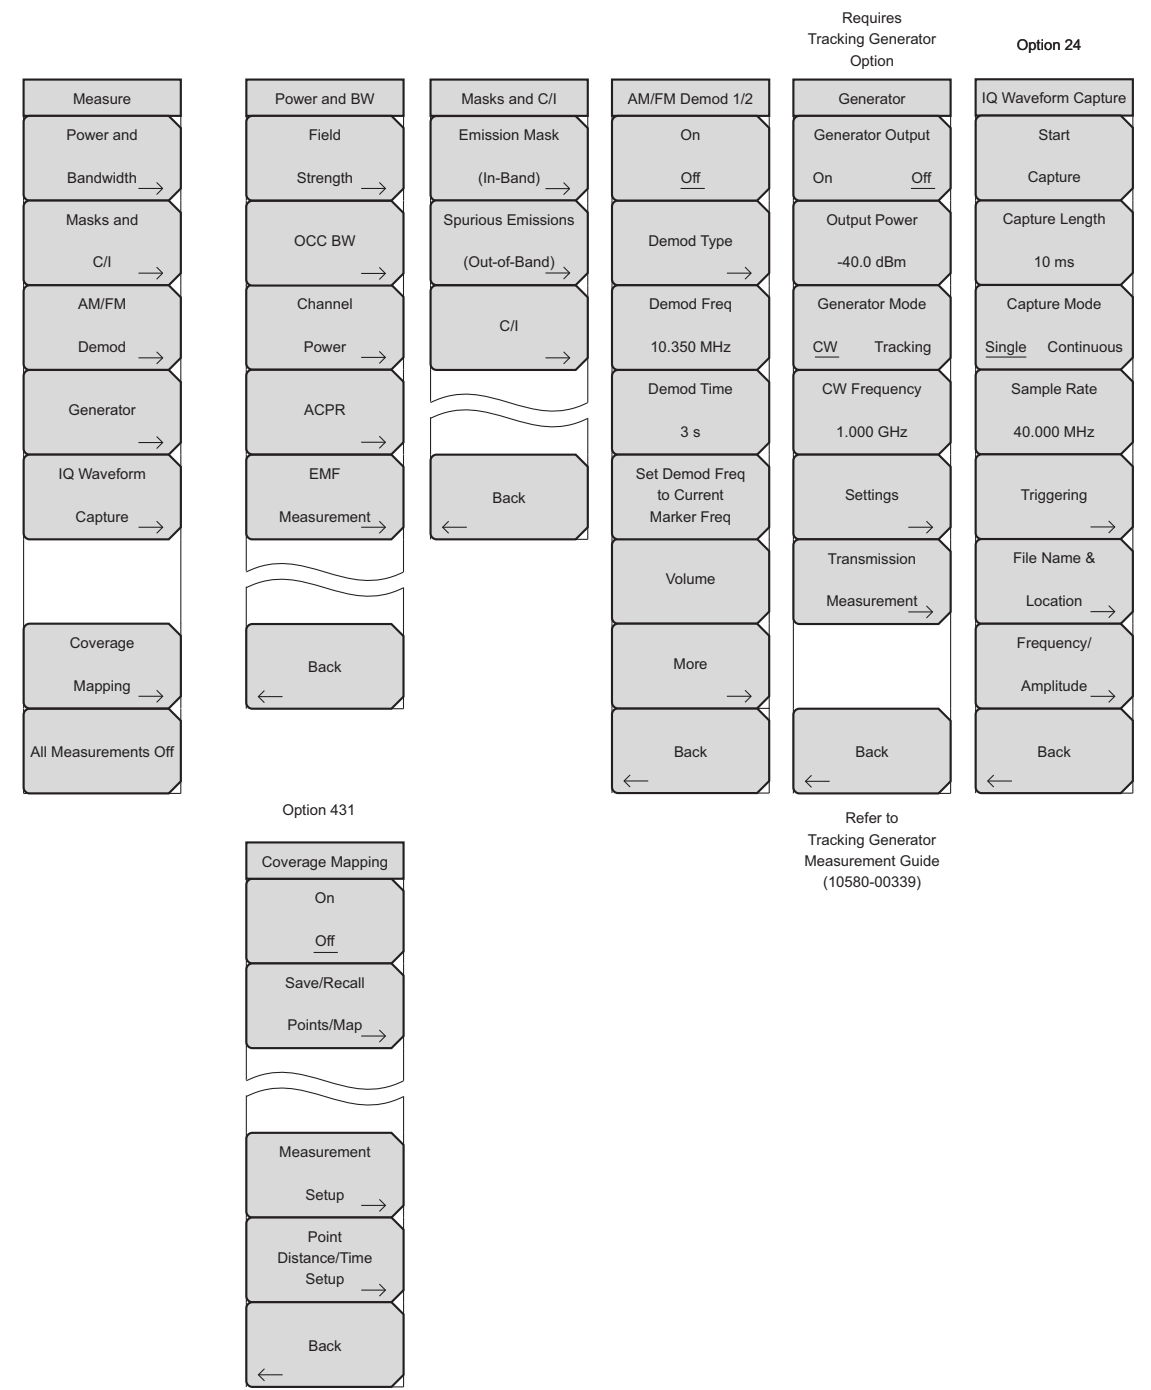 Measure
Power and
Bandwidth
Masks and
C/I
AM/FM
Demod
Generator
IQ Waveform
Capture
Coverage
Mapping
All Measurements Off
Power and BW
Field
Strength
OCC BW
Channel
Power
ACPR
EMF
Measurement
Back
Masks and C/I
Emission Mask
(In-Band)
Spurious Emissions
(Out-of-Band)
C/I
Back
AM/FM Demod 1/2
On
Off
Demod Type
Demod Freq
10.350 MHz
Demod Time
3 s
Set Demod Freq
to Current
Marker Freq
Volume
More
Back
Requires
Tracking Generator
Option
Generator
Generator Output
On Off
Output Power
-40.0 dBm
Generator Mode
CW Tracking
CW Frequency
1.000 GHz
Settings
Transmission
Measurement
Back
Refer to
Tracking Generator
Measurement Guide
(10580-00339)
Option 24
IQ Waveform Capture
Start
Capture
Capture Length
10 ms
Capture Mode
Single Continuous
Sample Rate
40.000 MHz
Triggering
File Name &
Location
Frequency/
Amplitude
Back
Option 431
Coverage Mapping
On
Off
Save/Recall
Points/Map
Measurement
Setup
Point
Distance/Time
Setup
Back